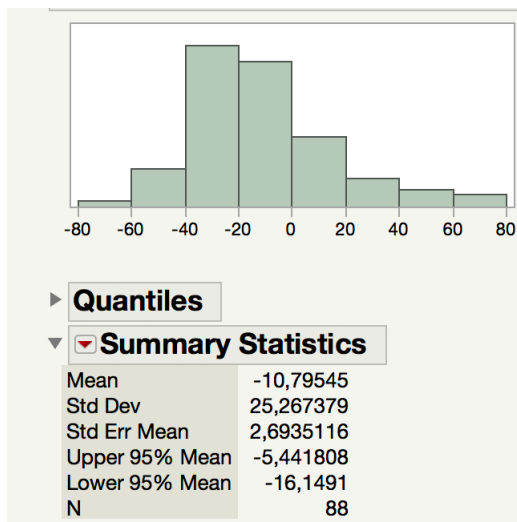 -80 -60 -40 -20 0 20 40 60 80
Quantiles
Summary Statistics
Mean -10,79545
Std Dev 25,267379
Std Err Mean 2,6935116
Upper 95% Mean -5,441808
Lower 95% Mean -16,1491
N 88